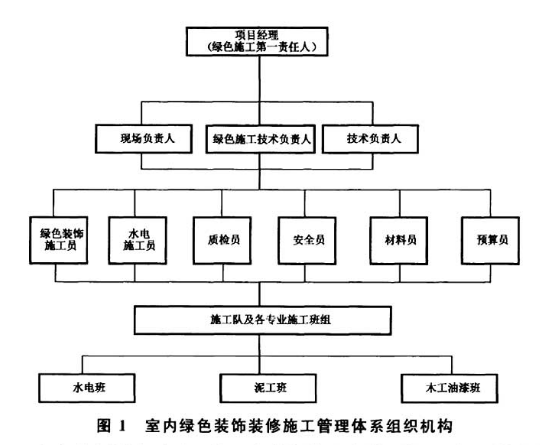 项目经理
(绿色施工第一责任人)
现场负责人
绿色施工技术负责人
技术负责人
绿色装饰
施工员
水电
施工员
质检员
安全员
材料员
预算员
施工队及各专业施工班组
水电班
泥工班
木工油漆班
图 1 室内绿色装饰装修施工管理体系组织机构